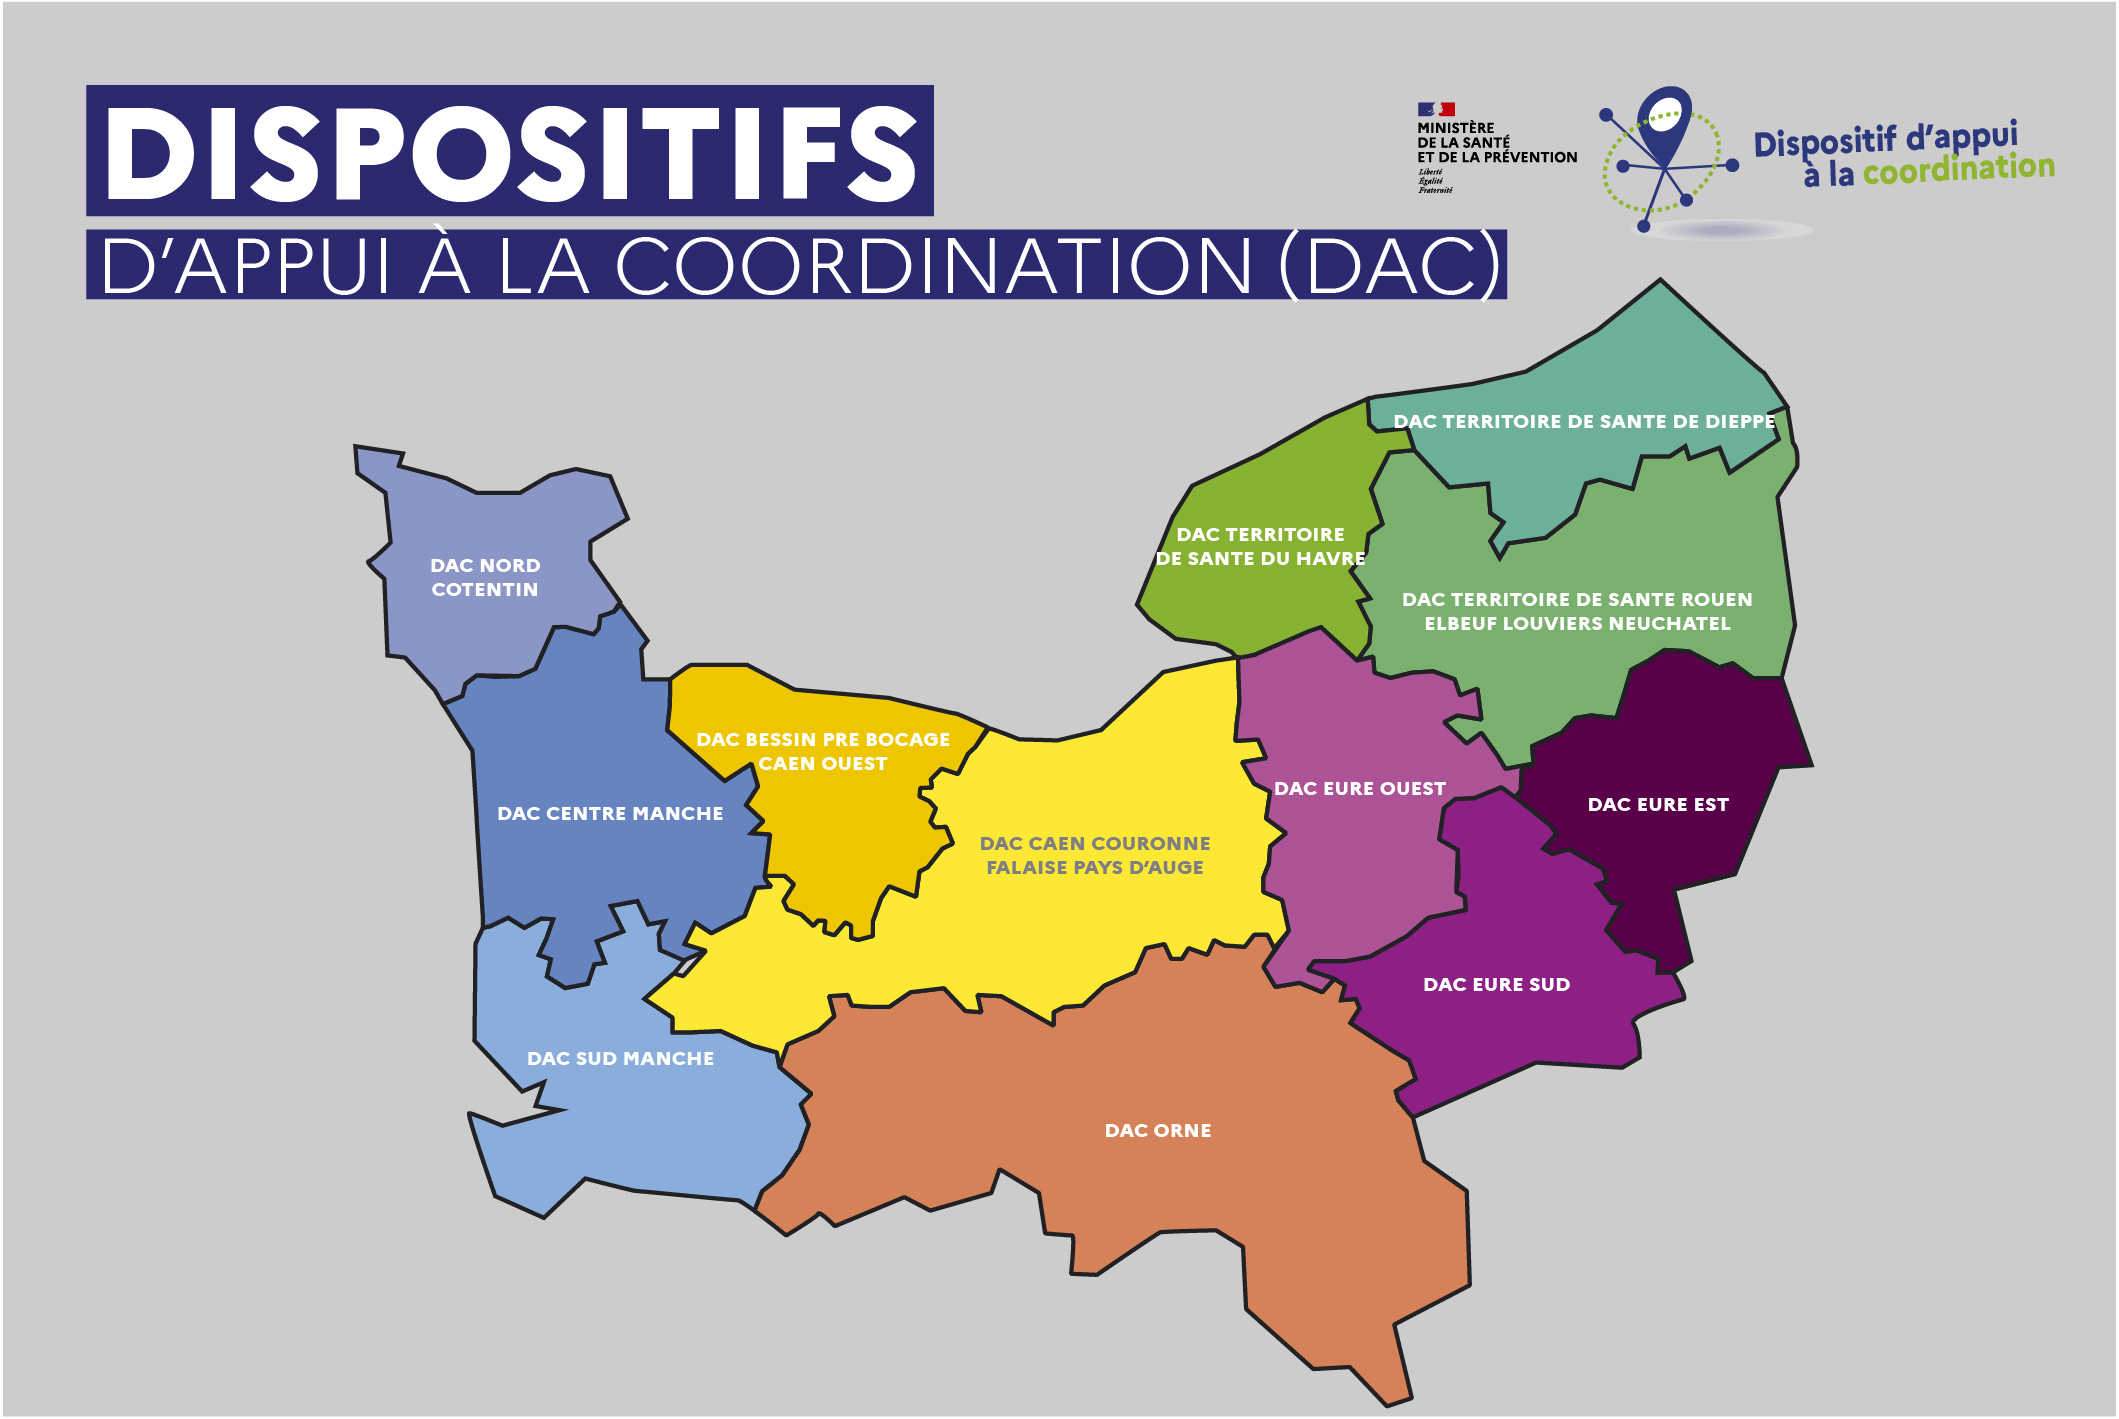 DISPOSITIFS
D'APPUI À LA COORDINATION (DAC)
MINISTÈRE
DE LA SANTÉ
ET DE LA PRÉVENTION
Liberté
Égalité
Fraternité
Dispositif d'appui
à la coordination
DAC TERRITOIRE DE SANTE DE DIEPPE
DAC TERRITOIRE
DE SANTE DU HAVRE
DAC NORD
COTENTIN
DAC TERRITOIRE DE SANTE ROUEN
ELBEUF LOUVIERS NEUCHATEL
DAC BESSIN PRE BOCAGE
CAEN OUEST
DAC CENTRE MANCHE
DAC EURE OUEST
DAC EURE EST
DAC CAEN COURONNE
FALAISE PAYS D'AUGE
DAC EURE SUD
DAC SUD MANCHE
DAC ORNE